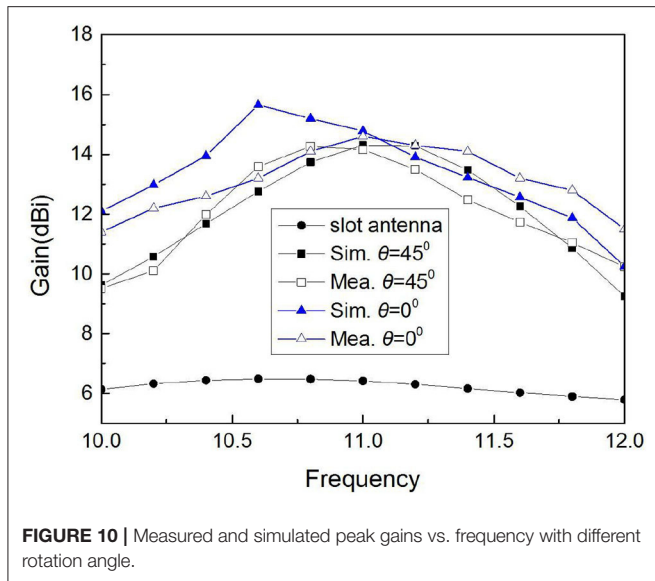 18
16
14
12
10
8
6
Gain(dBi)
slot antenna
Sim. θ=45⁰
Mea. θ=45⁰
Sim. θ=0⁰
Mea. θ=0⁰
10.0 10.5 11.0 11.5 12.0
Frequency
FIGURE 10 | Measured and simulated peak gains vs. frequency with different
rotation angle.